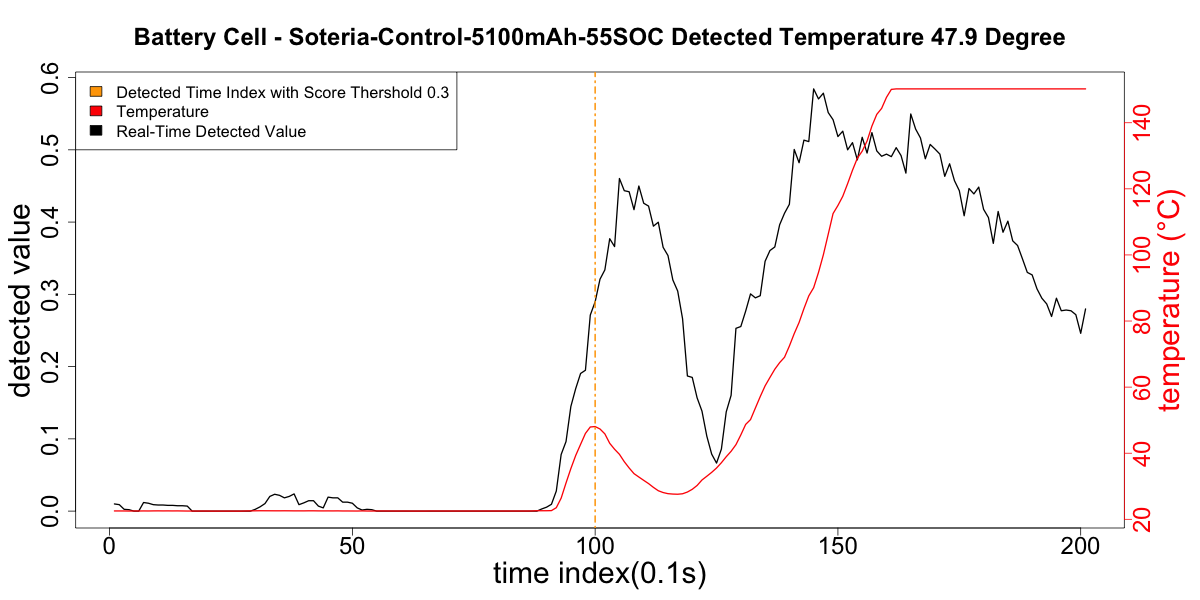 Battery Cell - Soteria-Control-5100mAh-55SOC Detected Temperature 47.9 Degree
Detected Time Index with Score Thershold 0.3
Temperature
Real-Time Detected Value
detected value
0.6
0.5
0.4
0.3
0.2
0.1
0.0
temperature (°C)
140
120
100
80
60
40
20
0 50 100 150 200
time index(0.1s)